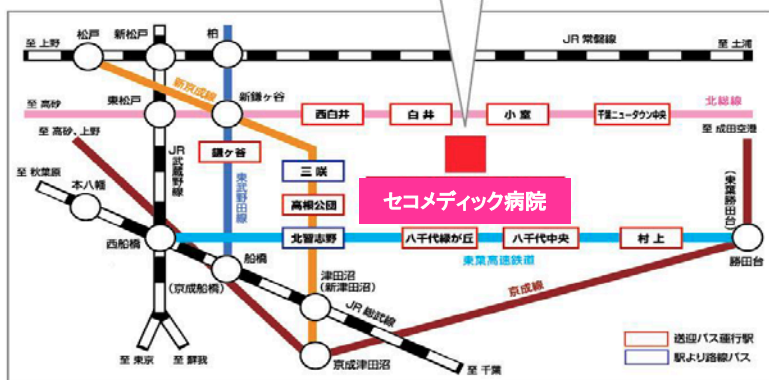 松戸
新松戸
柏
至 上野
JR 常磐線
至 土浦
新京成線
至 高砂
東松戸
新鎌ヶ谷
西白井
白 井
小 室
千葉ニュータウン中央
北総線
至 高砂、上野
至 成田空港
JR 武蔵野線
鎌ヶ谷
三 咲
至 秋葉原
本八幡
東武野田線
高根公団
セコメディック病院
(東葉勝田台)
西船橋
北習志野
八千代緑が丘
八千代中央
村 上
船橋
(京成船橋)
東葉高速鉄道
勝田台
津田沼
(新津田沼)
JR 総武線
京成線
至 東京
至 蘇我
京成津田沼
至 千葉
送迎バス運行駅
駅より路線バス